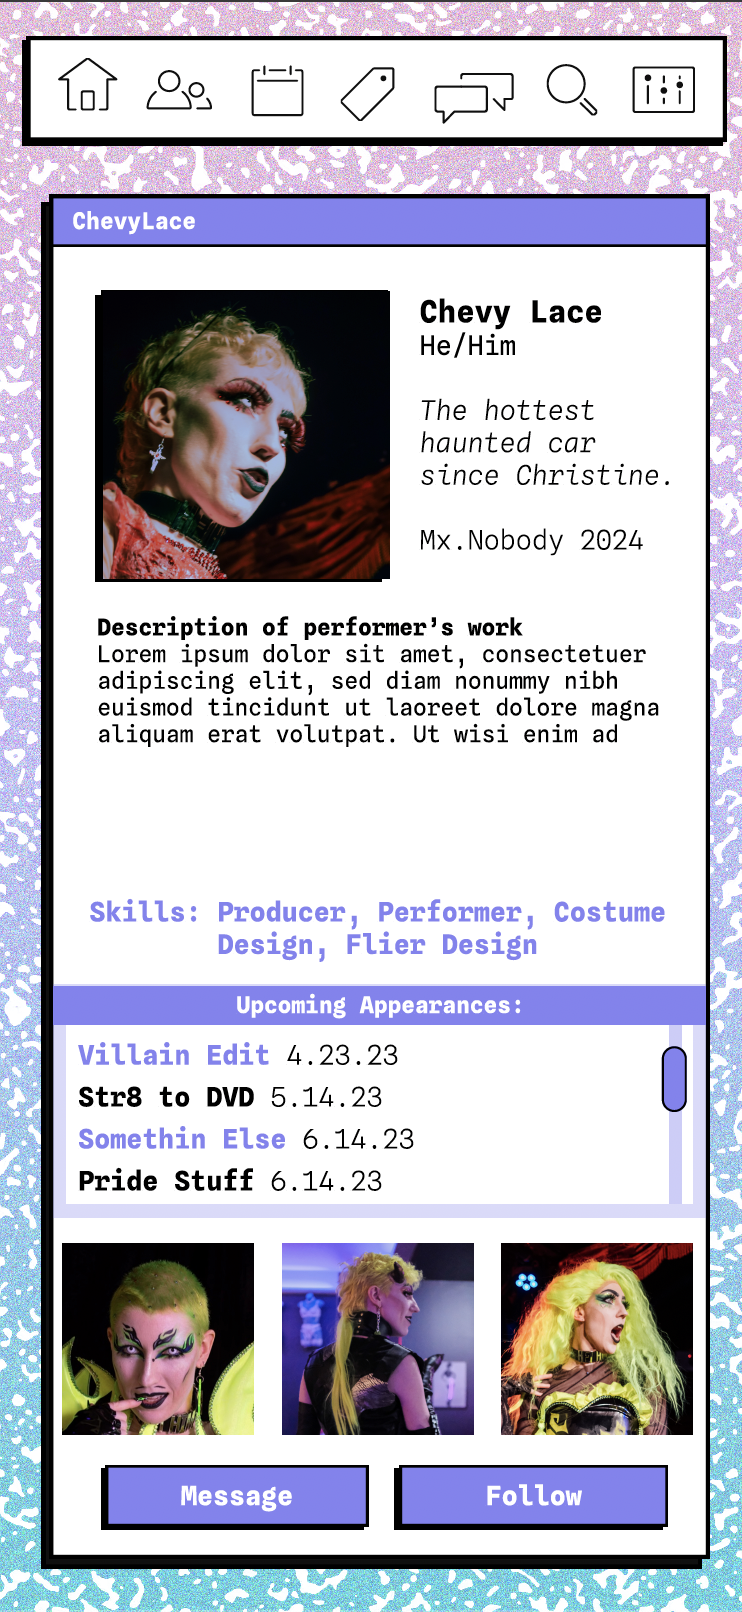 ChevyLace
Chevy Lace
He/Him
The hottest
haunted car
since Christine.
Mx.Nobody 2024
Description of performer’s work
Lorem ipsum dolor sit amet, consectetuer
adipiscing elit, sed diam nonummy nibh
euismod tincidunt ut laoreet dolore magna
aliquam erat volutpat. Ut wisi enim ad
Skills: Producer, Performer, Costume
Design, Flier Design
Upcoming Appearances:
Villain Edit 4.23.23
Str8 to DVD 5.14.23
Somethin Else 6.14.23
Pride Stuff 6.14.23
Message
Follow